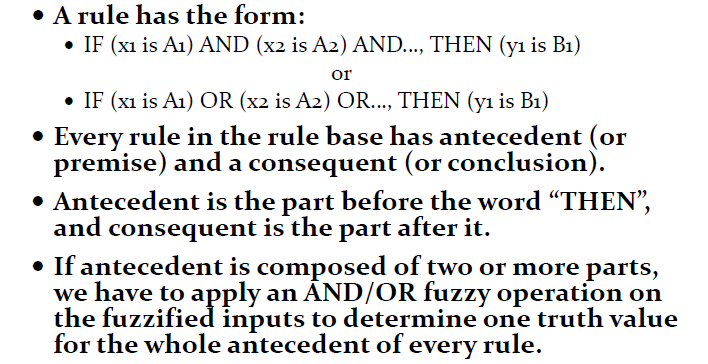 • A rule has the form:
• IF (x1 is A1) AND (x2 is A2) AND..., THEN (y1 is B1)
or
• IF (x1 is A1) OR (x2 is A2) OR..., THEN (y1 is B1)
• Every rule in the rule base has antecedent (or
premise) and a consequent (or conclusion).
• Antecedent is the part before the word “THEN”,
and consequent is the part after it.
• If antecedent is composed of two or more parts,
we have to apply an AND/OR fuzzy operation on
the fuzzified inputs to determine one truth value
for the whole antecedent of every rule.